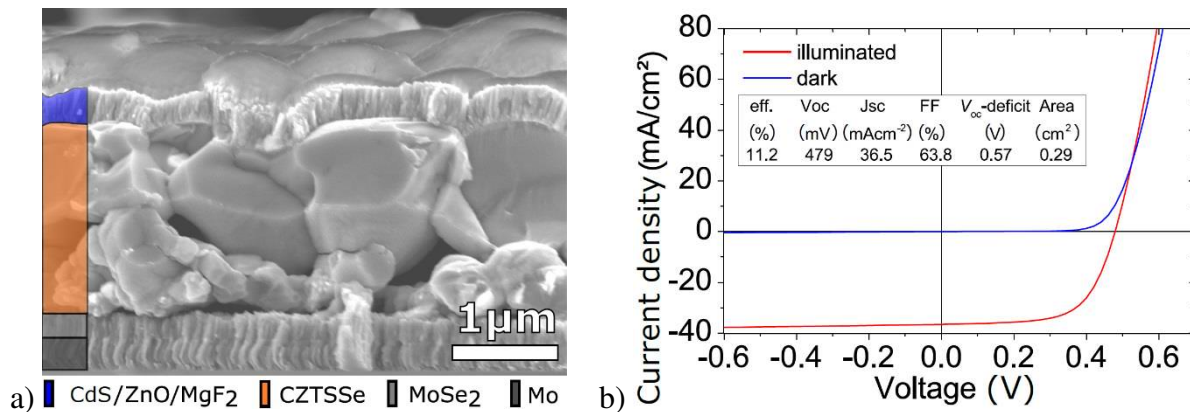 1μm
a) CdS/ZnO/MgF₂ CZTSSe MoSe₂ Mo
Current density (mA/cm²)
80
60
40
20
0
-20
-40
illuminated
dark
eff. Voc Jsc FF Voc-deficit Area
(%) (mV) (mAcm⁻²) (%) (V) (cm²)
11.2 479 36.5 63.8 0.57 0.29
-0.6 -0.4 -0.2 0.0 0.2 0.4 0.6
b) Voltage (V)